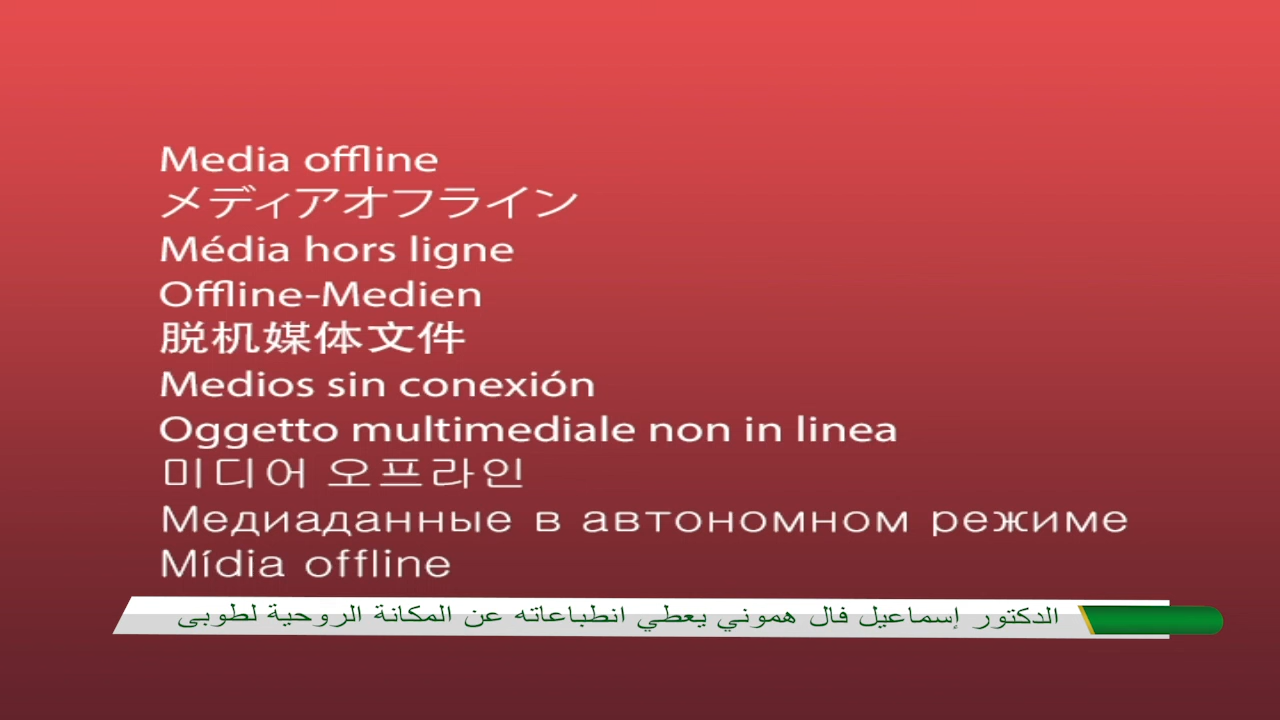 Media offline
メディアオフライン
Média hors ligne
Offline-Medien
脱机媒体文件
Medios sin conexión
Oggetto multimediale non in linea
미디어 오프라인
Медиаданные в автономном режиме
Mídia offline
الدكتور إسماعيل فال هموني يعطي انطباعاته عن المكانة الروحية لطوبى